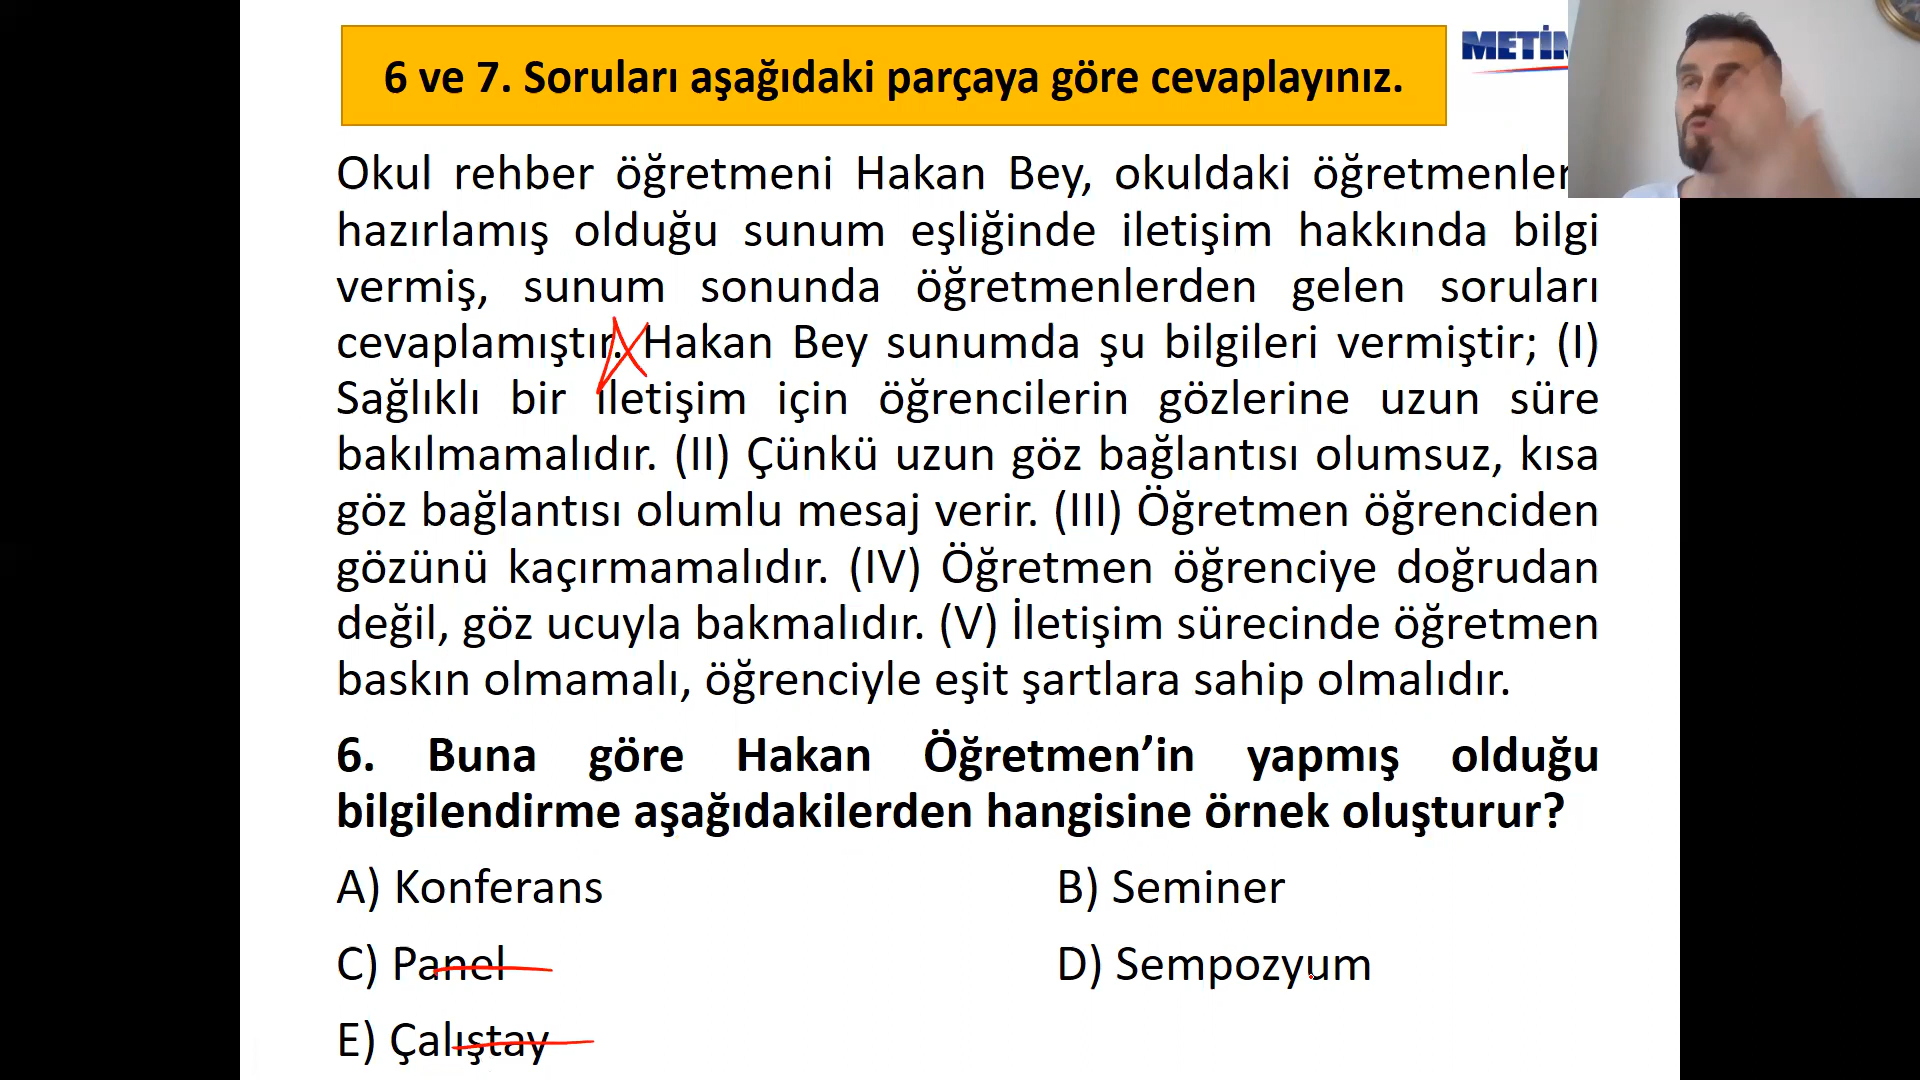 6 ve 7. Soruları aşağıdaki parçaya göre cevaplayınız.
METİN
Okul rehber öğretmeni Hakan Bey, okuldaki öğretmenler
hazırlamış olduğu sunum eşliğinde iletişim hakkında bilgi
vermiş, sunum sonunda öğretmenlerden gelen soruları
cevaplamıştır. Hakan Bey sunumda şu bilgileri vermiştir; (I)
Sağlıklı bir iletişim için öğrencilerin gözlerine uzun süre
bakılmamalıdır. (II) Çünkü uzun göz bağlantısı olumsuz, kısa
göz bağlantısı olumlu mesaj verir. (III) Öğretmen öğrenciden
gözünü kaçırmamalıdır. (IV) Öğretmen öğrenciye doğrudan
değil, göz ucuyla bakmalıdır. (V) İletişim sürecinde öğretmen
baskın olmamalı, öğrenciyle eşit şartlara sahip olmalıdır.
6. Buna göre Hakan Öğretmen’in yapmış olduğu
bilgilendirme aşağıdakilerden hangisine örnek oluşturur?
A) Konferans
B) Seminer
C) Panel
D) Sempozyum
E) Çalıştay